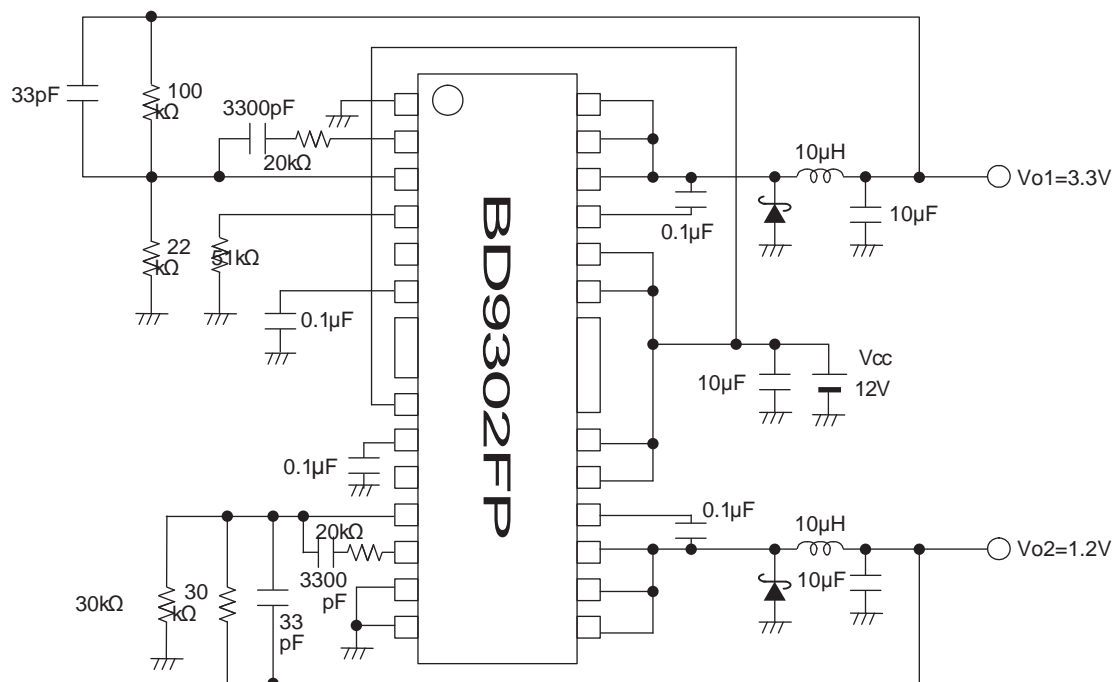 33pF
100
kΩ
3300pF
20kΩ
22
kΩ
51kΩ
0.1µF
0.1µF
20kΩ
3300
pF
30kΩ
30
kΩ
33
pF
BD9302FP
10µH
Vo1=3.3V
0.1µF
10µF
Vcc
12V
10µF
0.1µF
10µH
Vo2=1.2V
10µF